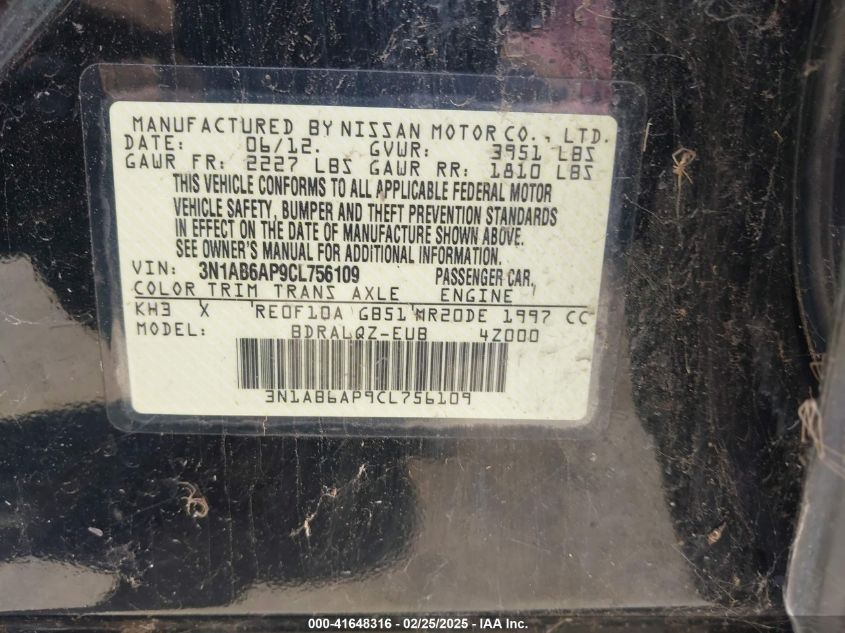 MANUFACTURED BY NISSAN MOTOR CO., LTD.
DATE: 06/12. GVWR: 3951 LBS
GAWR FR: 2227 LBS GAWR RR: 1810 LBS
THIS VEHICLE CONFORMS TO ALL APPLICABLE FEDERAL MOTOR
VEHICLE SAFETY, BUMPER AND THEFT PREVENTION STANDARDS
IN EFFECT ON THE DATE OF MANUFACTURE SHOWN ABOVE.
SEE OWNER'S MANUAL FOR ADDITIONAL INFORMATION.
VIN: 3N1AB6AP9CL756109 PASSENGER CAR,
COLOR TRIM TRANS AXLE ENGINE
KH3 X RE0F10A GB51 MR20DE 1997 CC
MODEL: BDRALQZ-EUB 4Z000
3N1AB6AP9CL756109
000-41648316 - 02/25/2025 - IAA Inc.